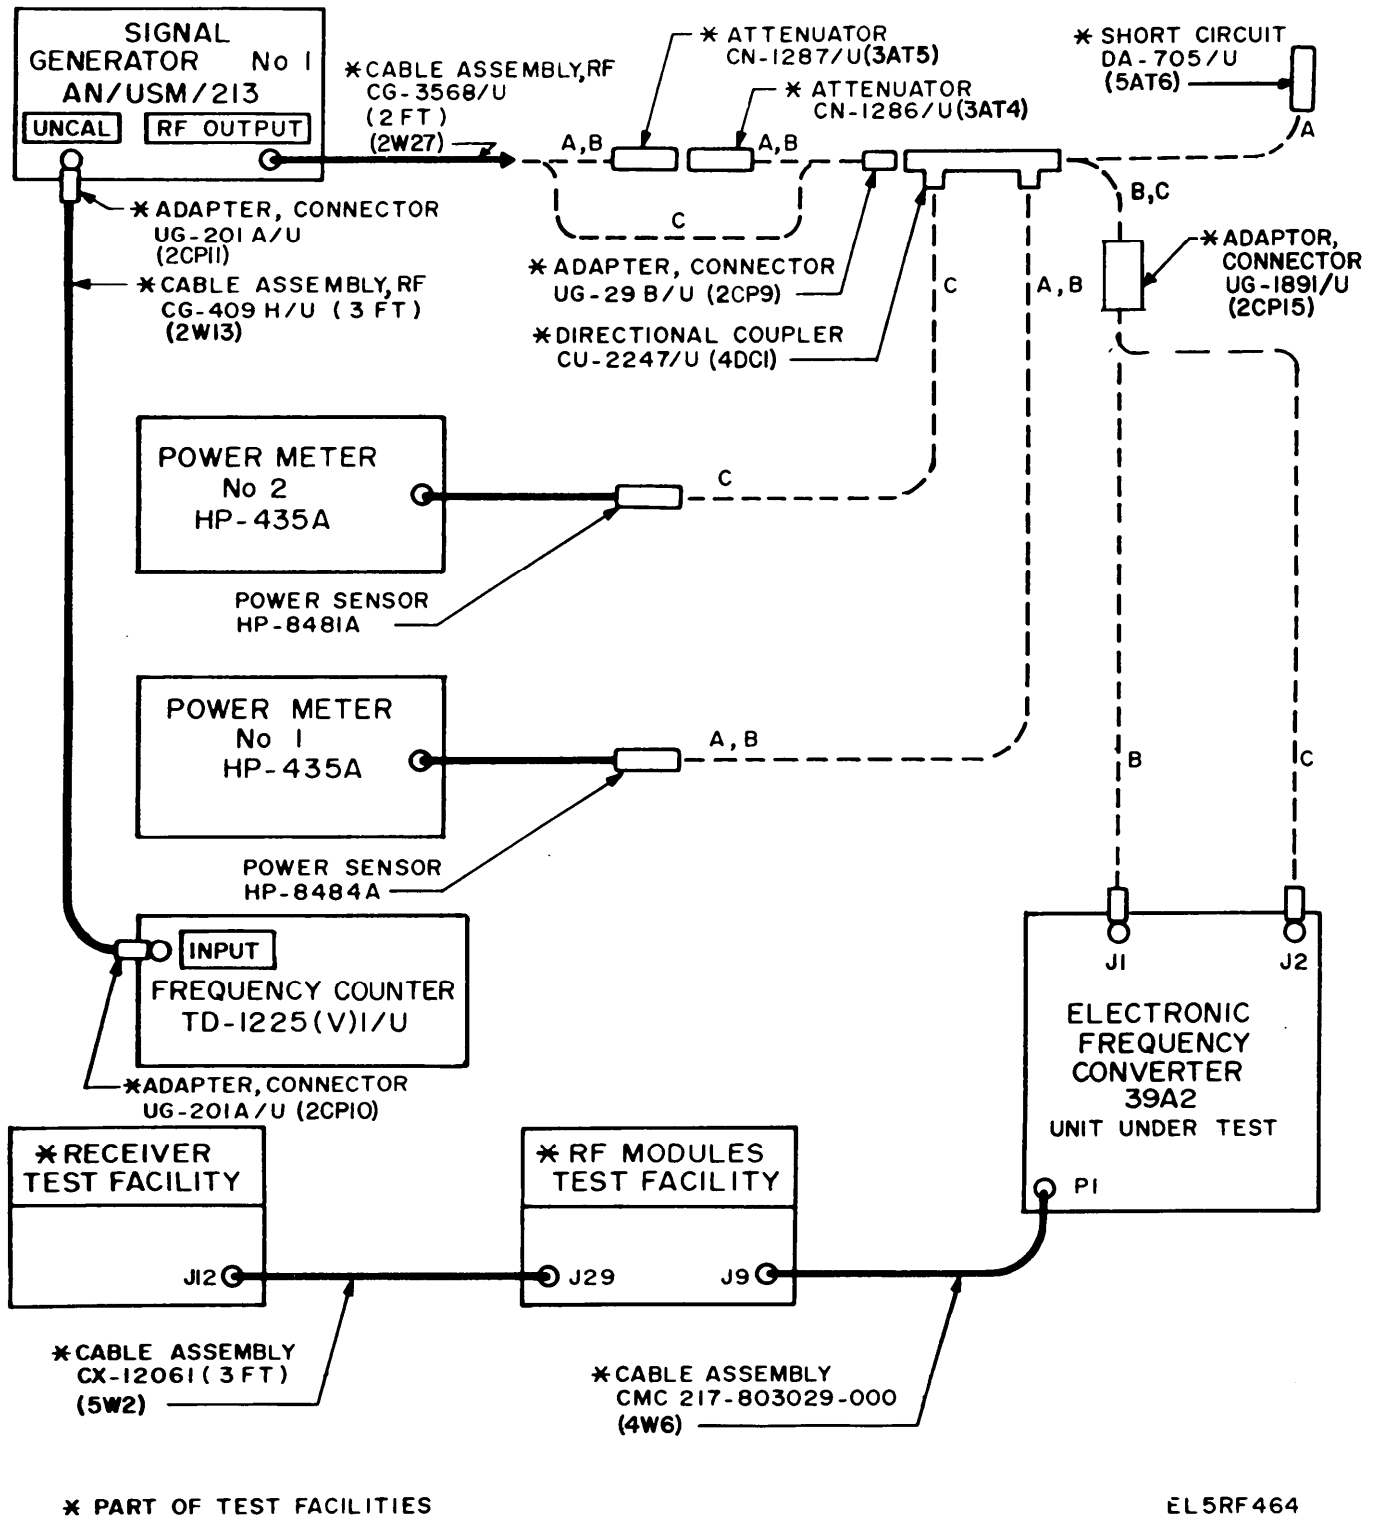 SIGNAL
GENERATOR No 1
AN/USM/213
UNCAL
RF OUTPUT
* CABLE ASSEMBLY, RF
CG-3568/U
(2 FT)
(2W27)
* ATTENUATOR
CN-1287/U(3AT5)
* ATTENUATOR
CN-1286/U(3AT4)
* SHORT CIRCUIT
DA-705/U
(5AT6)
A
A,B
A,B
C
B,C
* ADAPTER, CONNECTOR
UG-201 A/U
(2CP11)
* CABLE ASSEMBLY, RF
CG-409 H/U (3 FT)
(2W13)
* ADAPTER, CONNECTOR
UG-29 B/U (2CP9)
* DIRECTIONAL COUPLER
CU-2247/U (4DC1)
C
A,B
* ADAPTOR,
CONNECTOR
UG-1891/U
(2CP15)
POWER METER
No 2
HP-435A
C
POWER SENSOR
HP-8481A
POWER METER
No 1
HP-435A
A,B
B
C
POWER SENSOR
HP-8484A
INPUT
FREQUENCY COUNTER
TD-1225(V)1/U
* ADAPTER, CONNECTOR
UG-201A/U (2CP10)
J1
J2
ELECTRONIC
FREQUENCY
CONVERTER
39A2
UNIT UNDER TEST
P1
* RECEIVER
TEST FACILITY
J12
* RF MODULES
TEST FACILITY
J29
J9
* CABLE ASSEMBLY
CX-12061 (3 FT)
(5W2)
* CABLE ASSEMBLY
CMC 217-803029-000
(4W6)
* PART OF TEST FACILITIES
EL5RF464